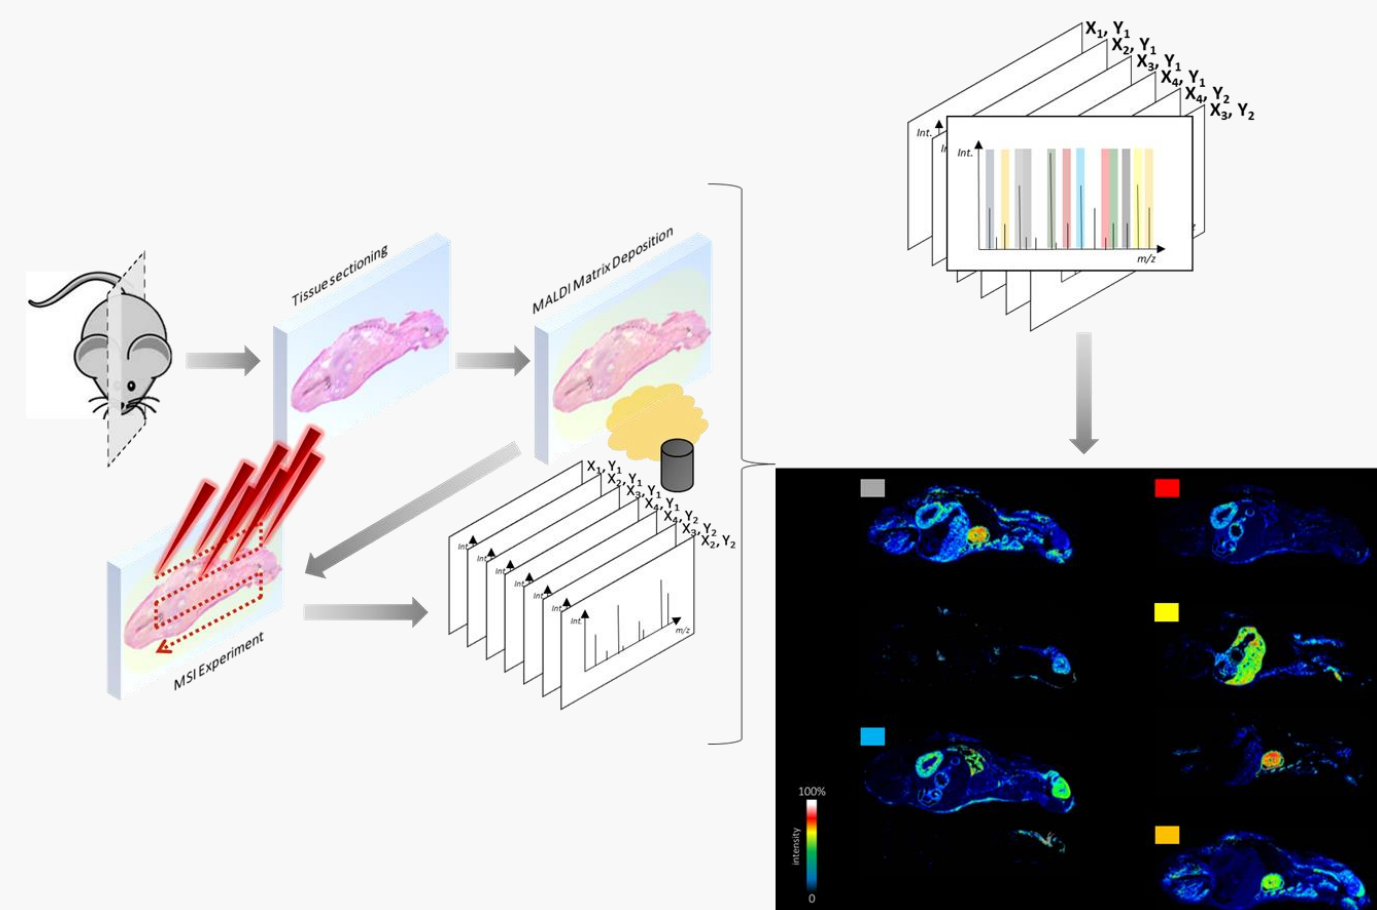 Tissue sectioning
MALDI Matrix Deposition
MSI Experiment
X1, Y1
X2, Y1
X3, Y1
X4, Y1
X4, Y2
X3, Y2
X2, Y2
Int.
Int.
Int.
Int.
Int.
Int.
Int.
m/z
X1, Y1
X2, Y1
X3, Y1
X4, Y1
X4, Y2
X3, Y2
Int.
Int.
m/z
100%
intensity
0